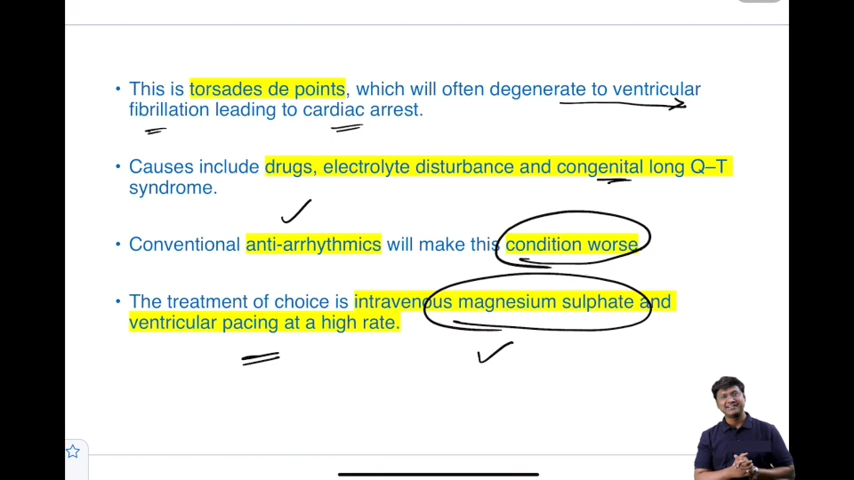 • This is torsades de points, which will often degenerate to ventricular
fibrillation leading to cardiac arrest.
• Causes include drugs, electrolyte disturbance and congenital long Q–T
syndrome.
• Conventional anti-arrhythmics will make this condition worse
• The treatment of choice is intravenous magnesium sulphate and
ventricular pacing at a high rate.